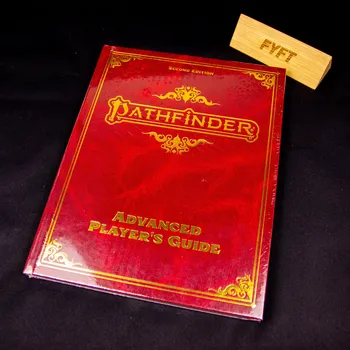 FYFT
SECOND EDITION
PATHFINDER
ADVANCED
PLAYER'S GUIDE